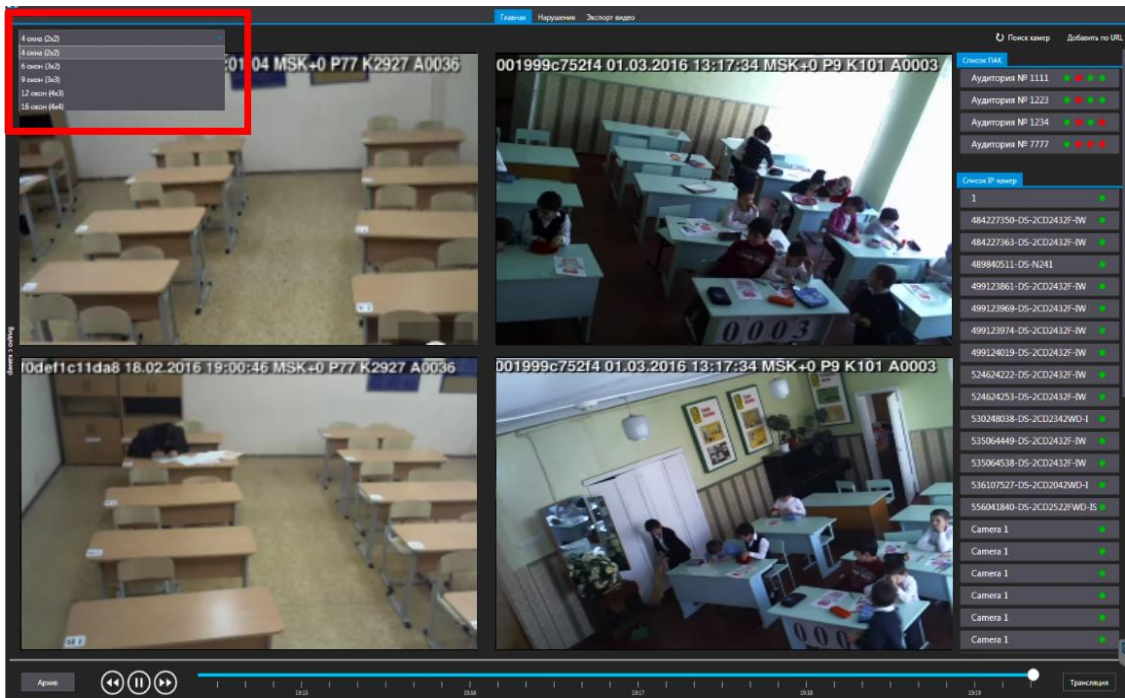 Главная Нарушения Экспорт видео
4 окна (2x2)
Поиск камер Добавить по URL
4 окна (2x2)
6 окон (3x2)
9 окон (3x3)
12 окон (4x3)
16 окон (4x4)
:01:04 MSK+0 P77 K2927 A0036
001999c752f4 01.03.2016 13:17:34 MSK+0 P9 K101 A0003
0003
Список ПАК
Аудитория № 1111
Аудитория № 1223
Аудитория № 1234
Аудитория № 7777
Список IP-камер
1
484227350-DS-2CD2432F-IW
484227363-DS-2CD2432F-IW
489840511-DS-N241
499123861-DS-2CD2432F-IW
499123969-DS-2CD2432F-IW
499123974-DS-2CD2432F-IW
499124019-DS-2CD2432F-IW
524624222-DS-2CD2432F-IW
524624253-DS-2CD2432F-IW
530248038-DS-2CD2342WD-I
535064449-DS-2CD2432F-IW
535064538-DS-2CD2432F-IW
536107527-DS-2CD2042WD-I
556041840-DS-2CD2522FWD-IS
Camera 1
Camera 1
Camera 1
Camera 1
Camera 1
Camera 1
Видео с камер
f0def1c11da8 18.02.2016 19:00:46 MSK+0 P77 K2927 A0036
001999c752f4 01.03.2016 13:17:34 MSK+0 P9 K101 A0003
000
Архив
19:15 19:16 19:17 19:18 19:19
Трансляция